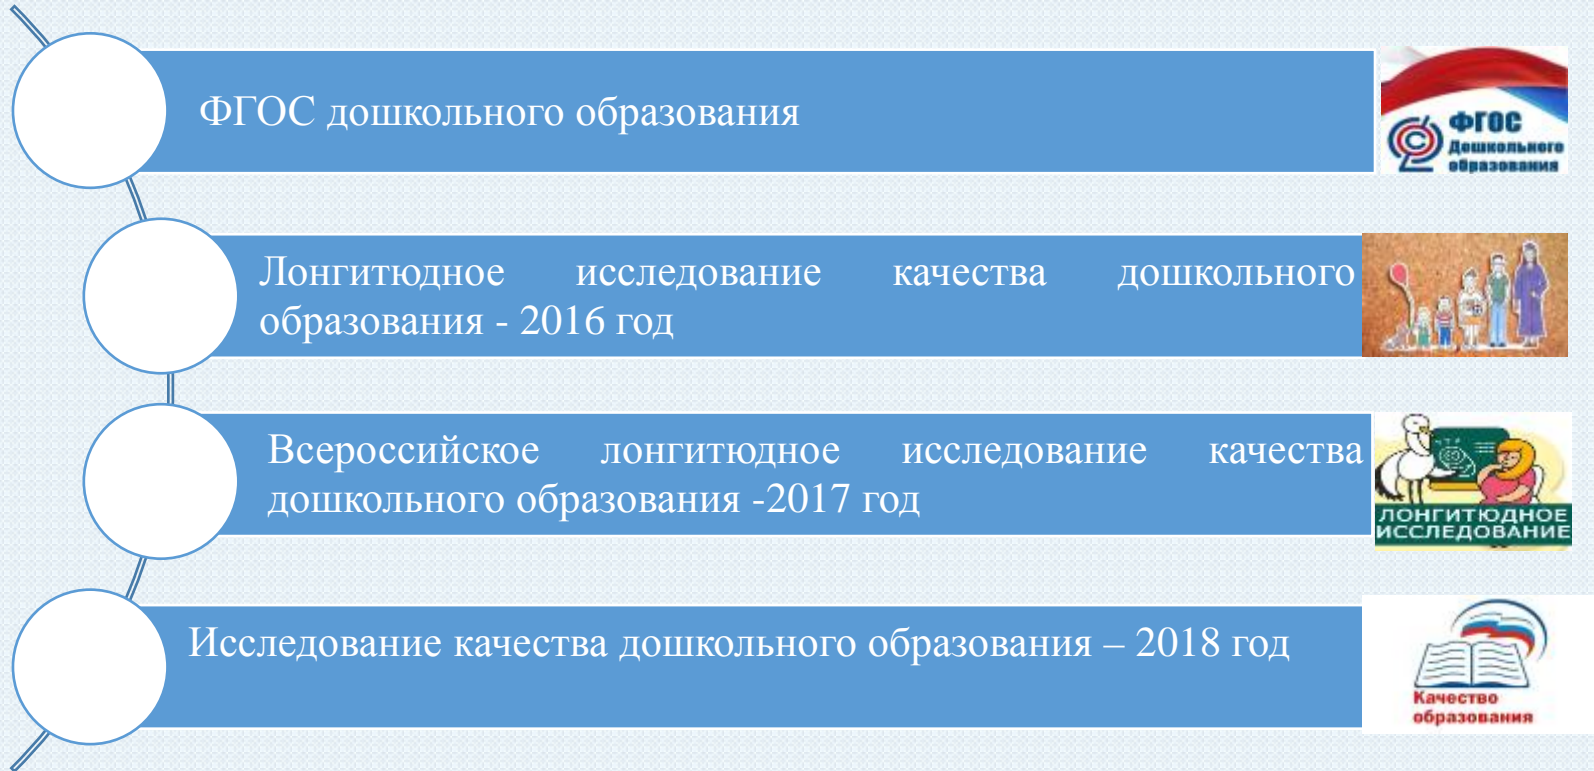 ФГОС дошкольного образования
ФГОС
Дошкольного
образования
Лонгитюдное исследование качества дошкольного
образования - 2016 год
Всероссийское лонгитюдное исследование качества
дошкольного образования -2017 год
ЛОНГИТЮДНОЕ
ИССЛЕДОВАНИЕ
Исследование качества дошкольного образования – 2018 год
Качество
образования